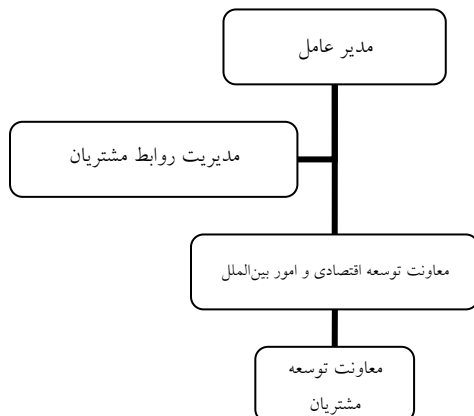 مدیر عامل
مدیریت روابط مشتریان
معاونت توسعه اقتصادی و امور بین‌الملل
معاونت توسعه
مشتریان